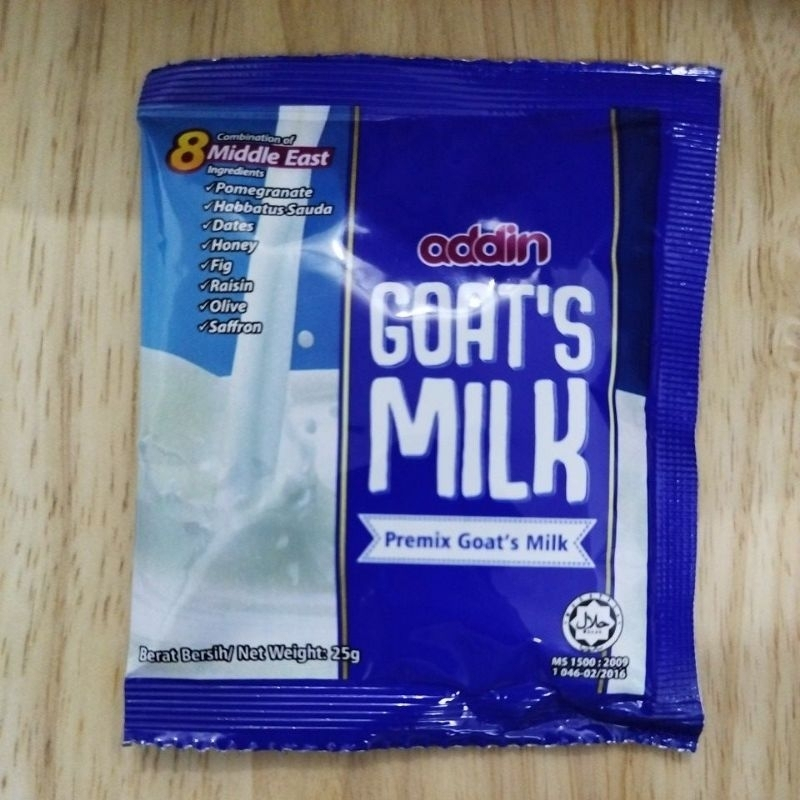 8 Combination of
Middle East
Ingredients
✓Pomegranate
✓Habbatus Sauda
✓Dates
✓Honey
✓Fig
✓Raisin
✓Olive
✓Saffron
addin
GOAT'S
MILK
Premix Goat's Milk
Berat Bersih/ Net Weight: 25g
حلال
MS 1500 : 2009
1 046-02/2016